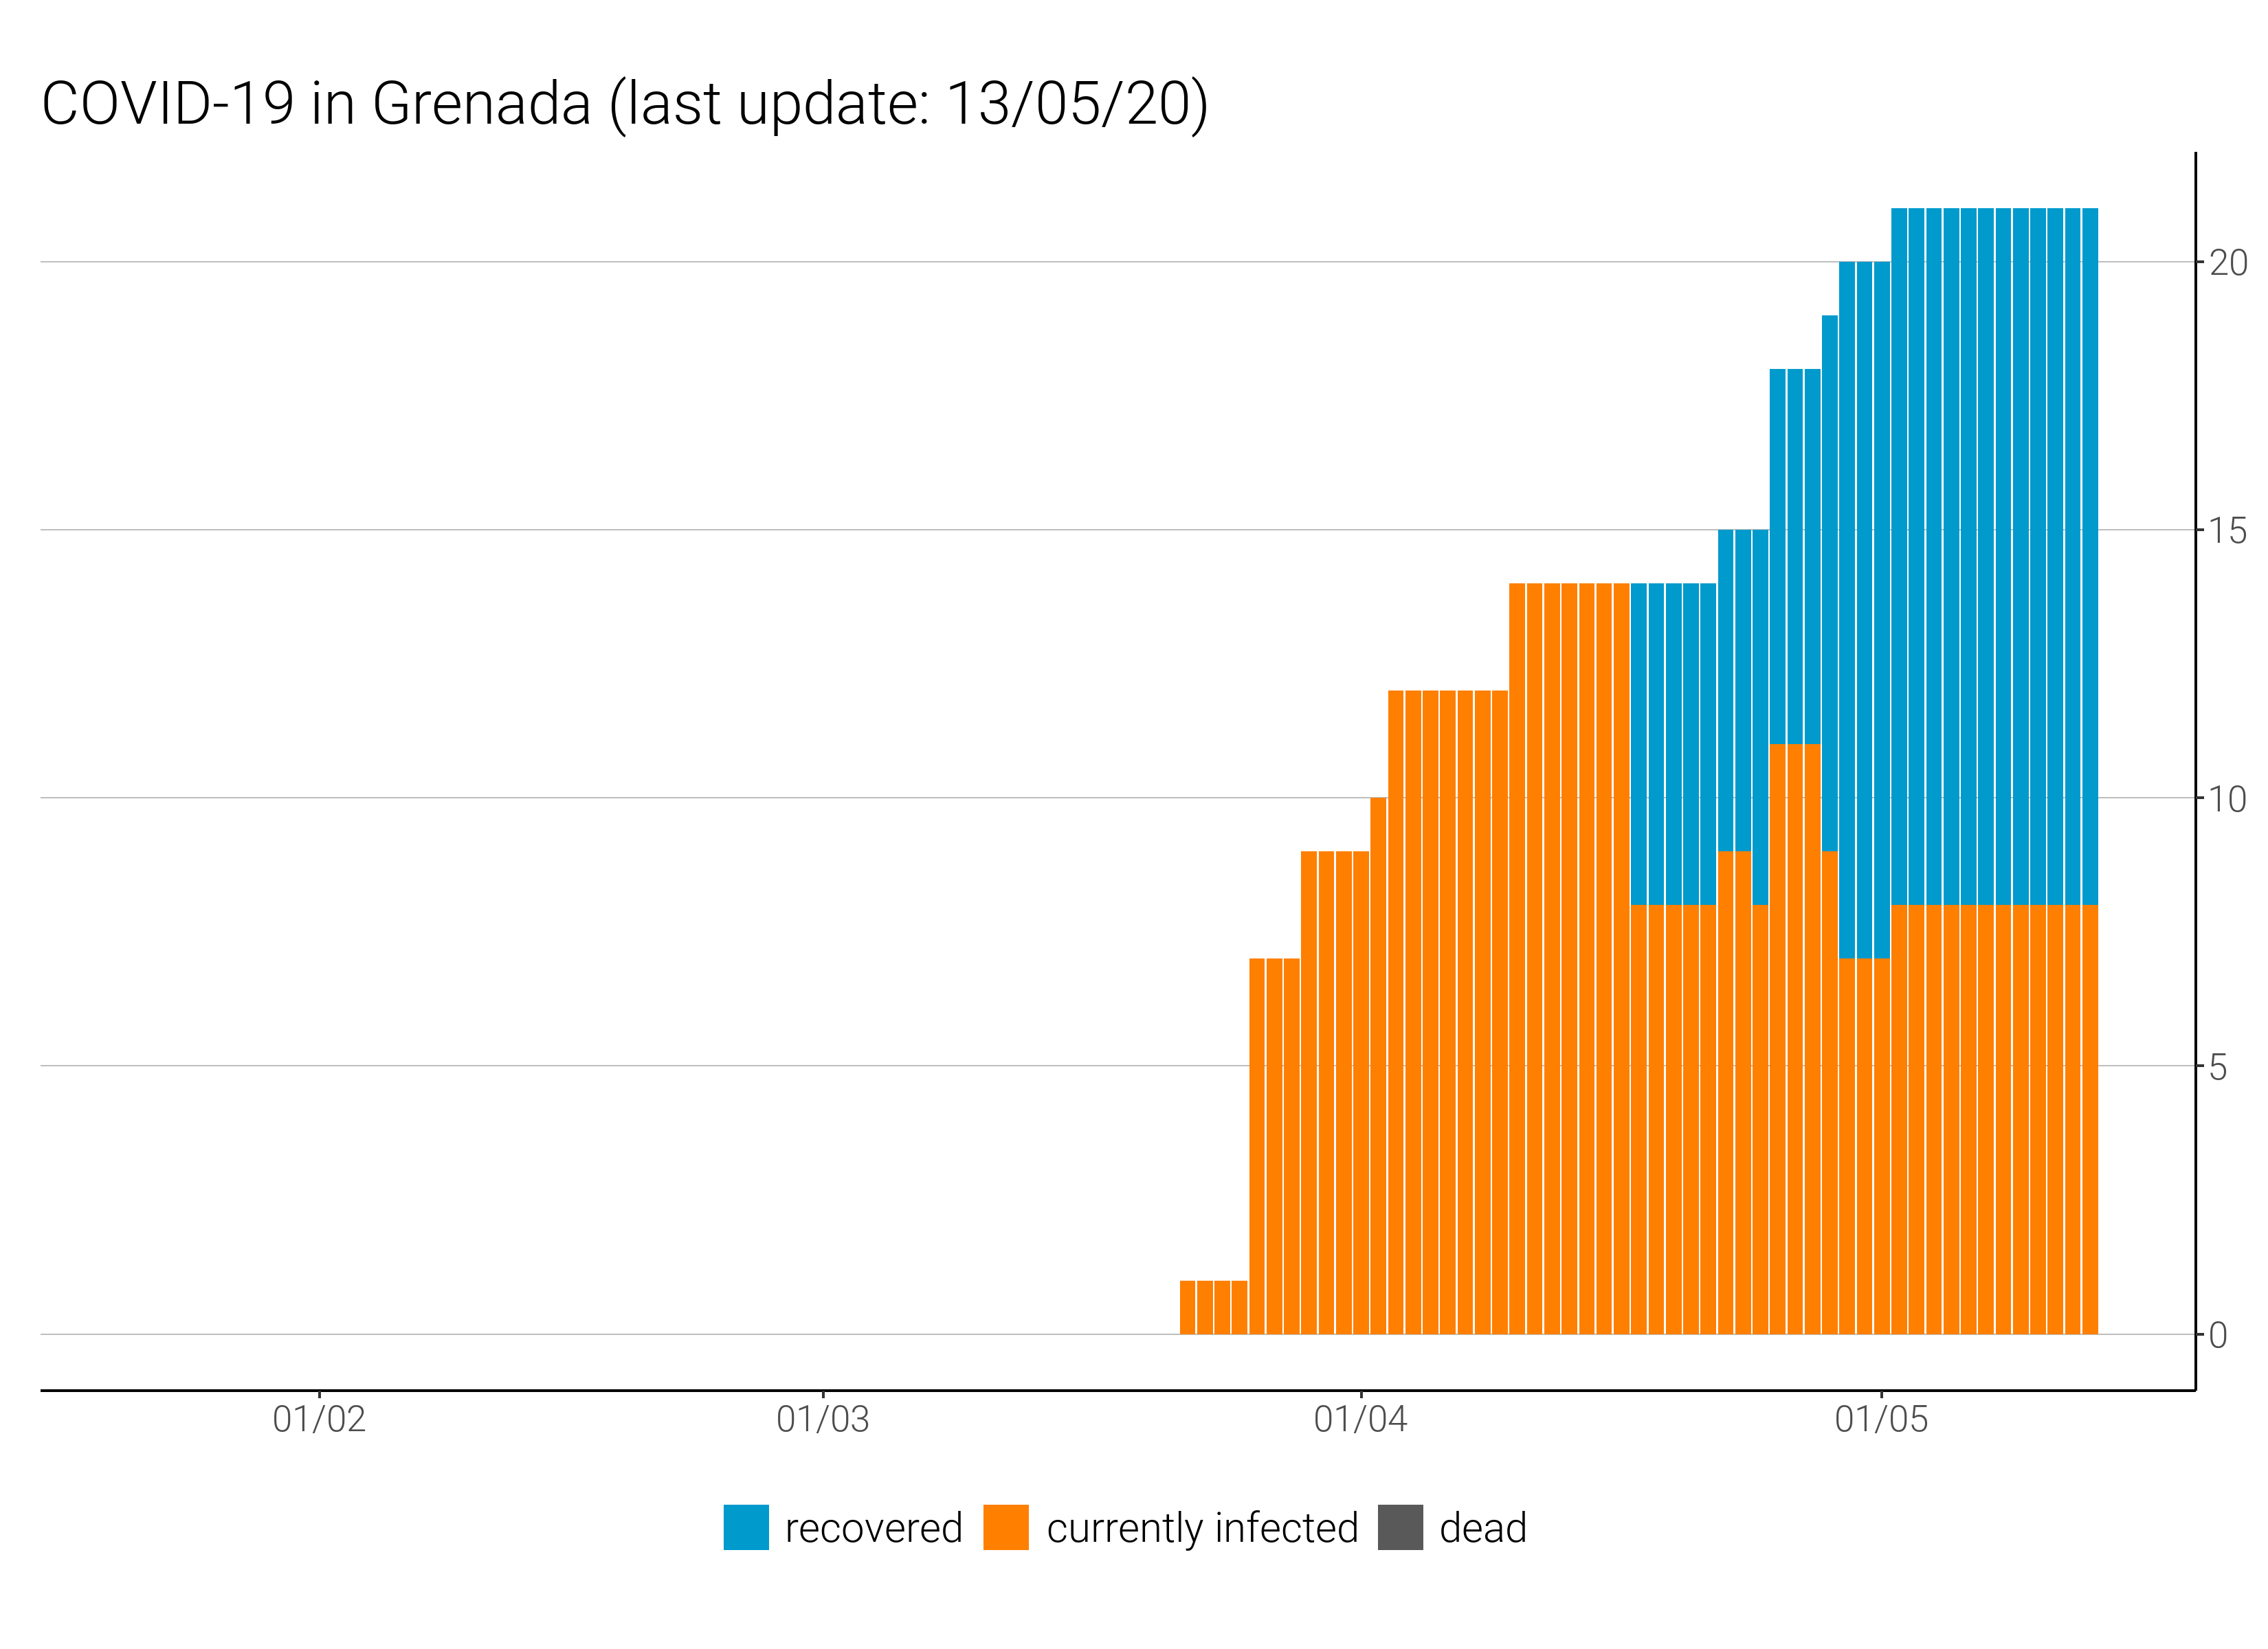 COVID-19 in Grenada (last update: 13/05/20)
20
15
10
5
0
01/02 01/03 01/04 01/05
recovered currently infected dead